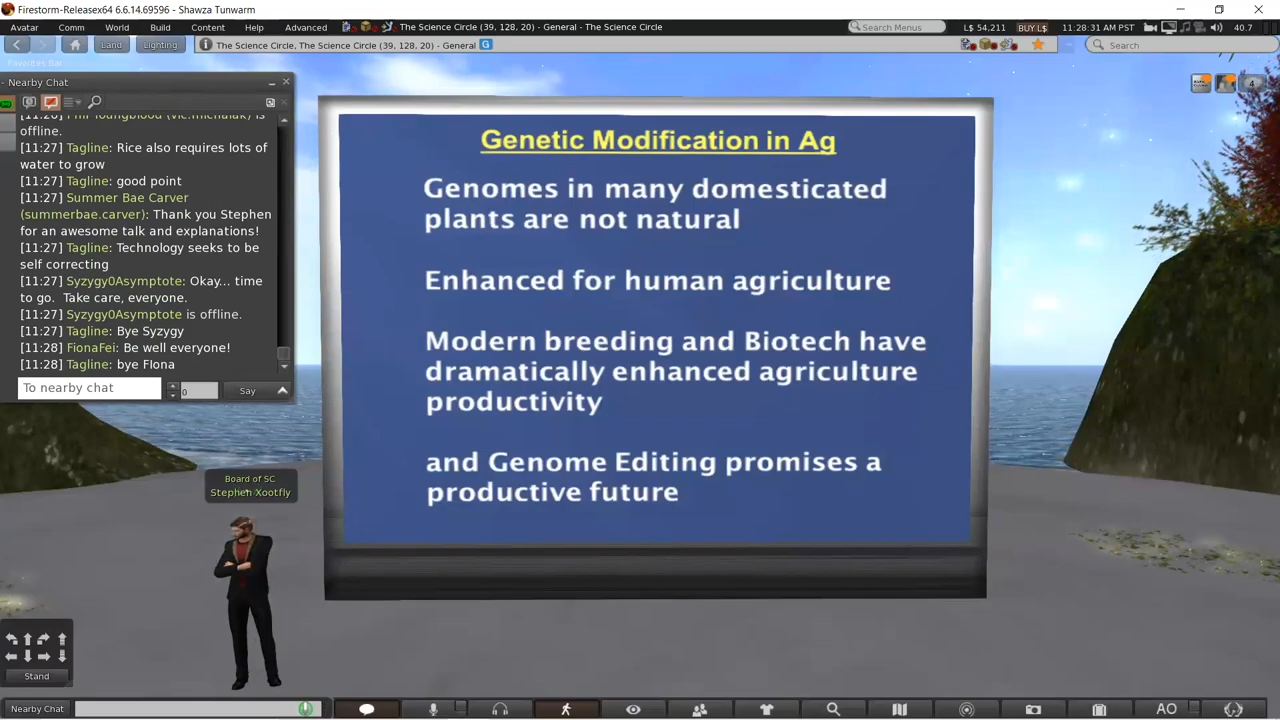 Firestorm-Releasex64 6.6.14.69596 - Shawza Tunwarm
Avatar Comm World Build Content Help Advanced The Science Circle (39, 128, 20) - General - The Science Circle Search Menus L$ 54,211 BUY L$ 11:28:31 AM PST 40.7
Land Lighting The Science Circle, The Science Circle (39, 128, 20) - General G Search
Favorites Bar
Nearby Chat
4
offline.
[11:27] Tagline: Rice also requires lots of
water to grow
[11:27] Tagline: good point
[11:27] Summer Bae Carver
(summerbae.carver): Thank you Stephen
for an awesome talk and explanations!
[11:27] Tagline: Technology seeks to be
self correcting
[11:27] Syzygy0Asymptote: Okay... time
to go. Take care, everyone.
[11:27] Syzygy0Asymptote is offline.
[11:27] Tagline: Bye Syzygy
[11:28] FionaFei: Be well everyone!
[11:28] Tagline: bye FIona
To nearby chat 0 Say
Genetic Modification in Ag
Genomes in many domesticated
plants are not natural
Enhanced for human agriculture
Modern breeding and Biotech have
dramatically enhanced agriculture
productivity
and Genome Editing promises a
productive future
Board of SC
Stephen Xootfly
Stand
Nearby Chat AO